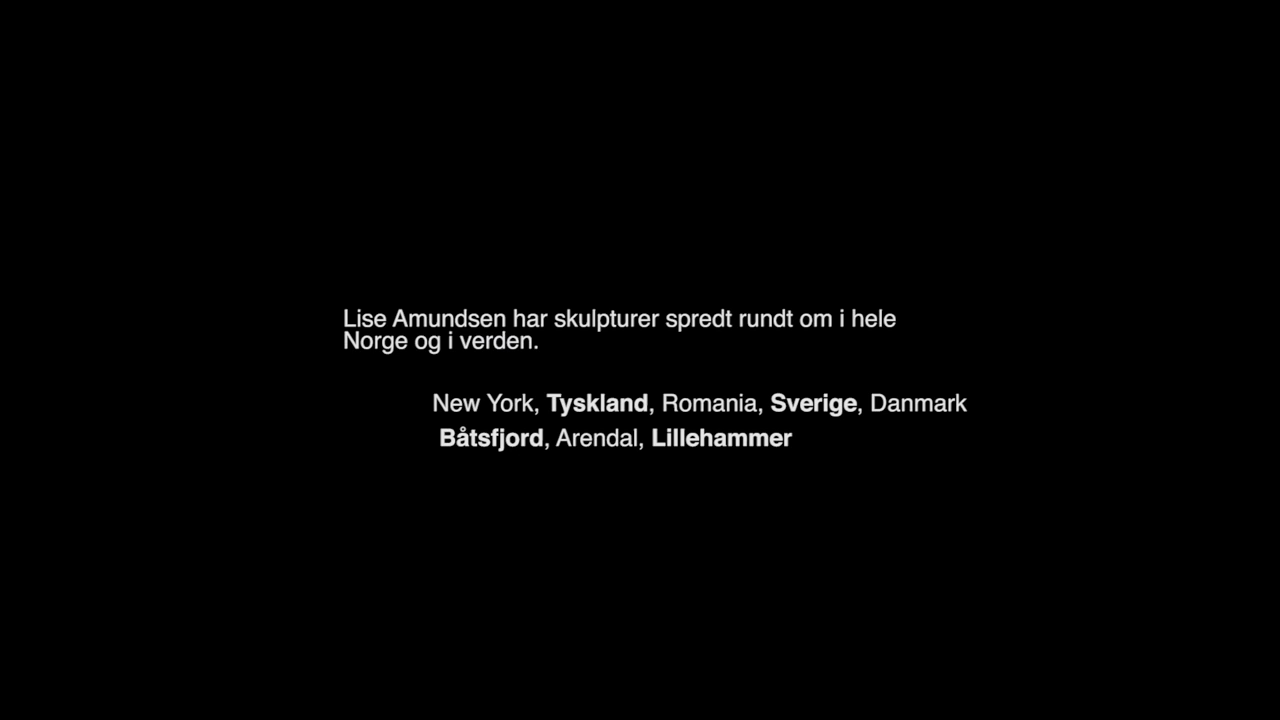 Lise Amundsen har skulpturer spredt rundt om i hele
Norge og i verden.
New York, Tyskland, Romania, Sverige, Danmark
Båtsfjord, Arendal, Lillehammer